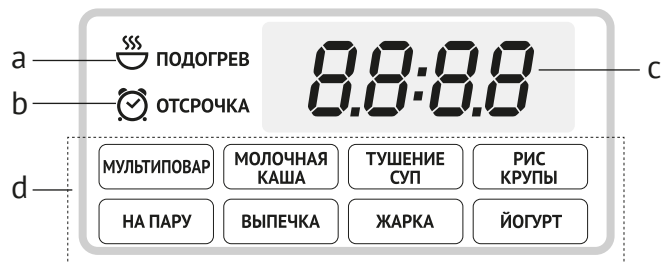 a
ПОДОГРЕВ
b
ОТСРОЧКА
8.8:8.8
c
d
МУЛЬТИПОВАР
МОЛОЧНАЯ
КАША
ТУШЕНИЕ
СУП
РИС
КРУПЫ
НА ПАРУ
ВЫПЕЧКА
ЖАРКА
ЙОГУРТ